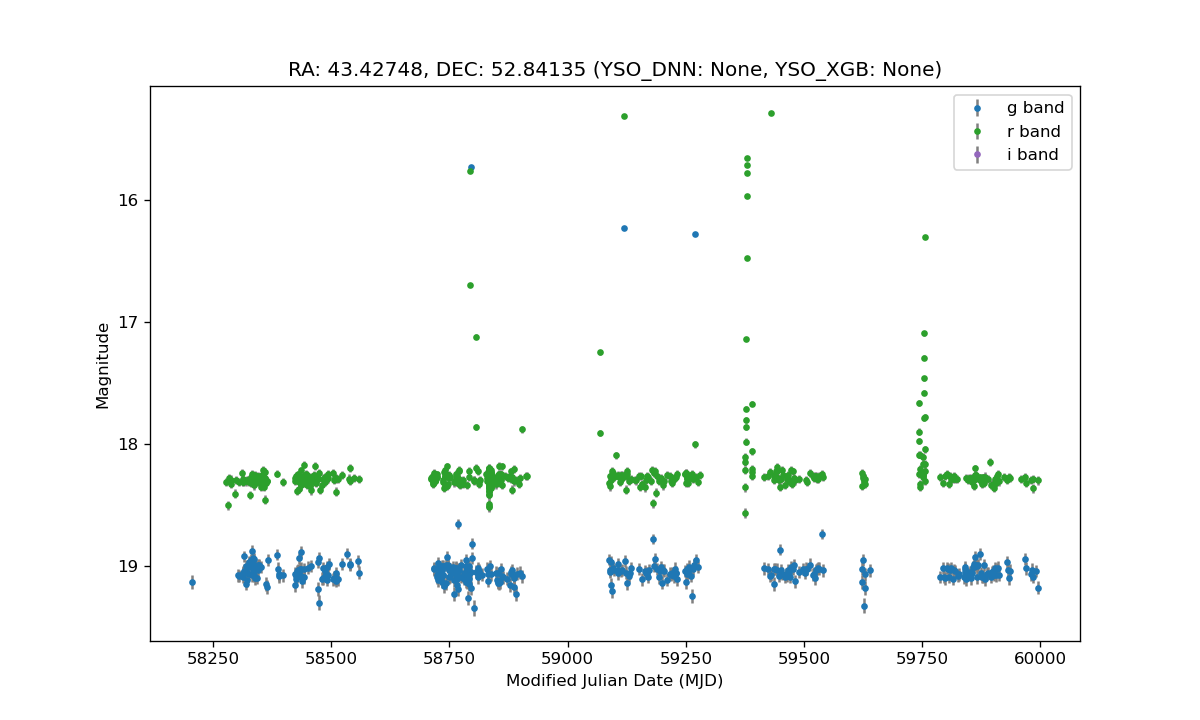 RA: 43.42748, DEC: 52.84135 (YSO_DNN: None, YSO_XGB: None)
g band
r band
i band
16
17
18
19
Magnitude
58250 58500 58750 59000 59250 59500 59750 60000
Modified Julian Date (MJD)